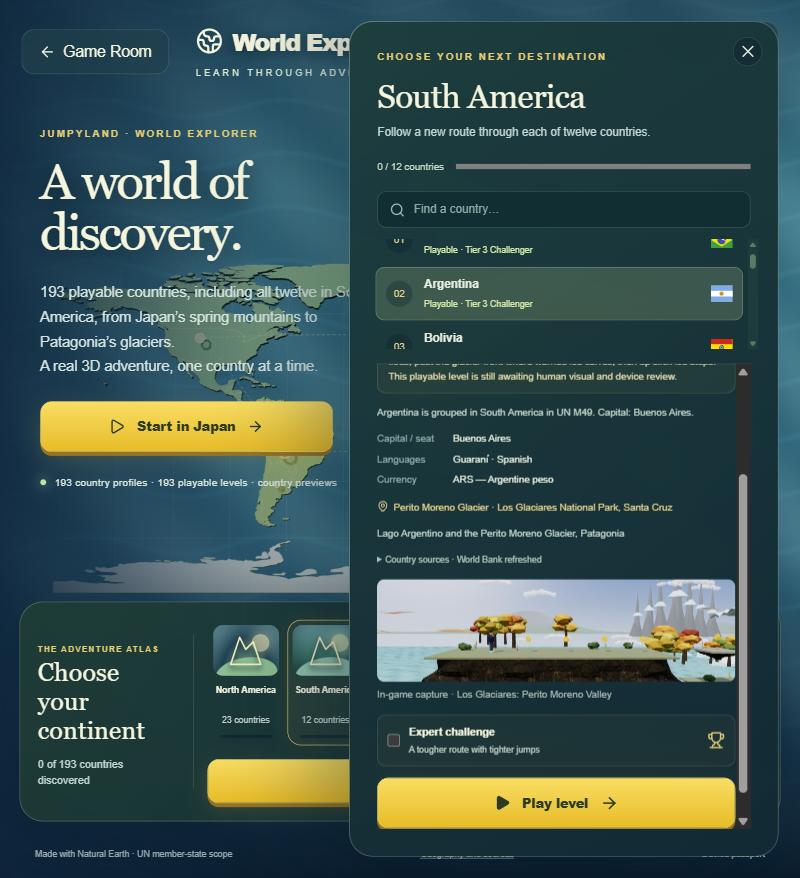 Game Room
World Exp
LEARN THROUGH ADV
JUMPYLAND · WORLD EXPLORER
A world of
discovery.
193 playable countries, including all twelve in So
America, from Japan's spring mountains to
Patagonia's glaciers.
A real 3D adventure, one country at a time.
Start in Japan
193 country profiles · 193 playable levels · country previews
THE ADVENTURE ATLAS
Choose
your
continent
0 of 193 countries
discovered
North America
23 countries
South Americ
12 countries
CHOOSE YOUR NEXT DESTINATION
South America
Follow a new route through each of twelve countries.
0 / 12 countries
Find a country...
01
Playable · Tier 3 Challenger
02
Argentina
Playable · Tier 3 Challenger
03
Bolivia
This playable level is still awaiting human visual and device review.
Argentina is grouped in South America in UN M49. Capital: Buenos Aires.
Capital / seat Buenos Aires
Languages Guaraní · Spanish
Currency ARS — Argentine peso
Perito Moreno Glacier · Los Glaciares National Park, Santa Cruz
Lago Argentino and the Perito Moreno Glacier, Patagonia
Country sources · World Bank refreshed
In-game capture · Los Glaciares: Perito Moreno Valley
Expert challenge
A tougher route with tighter jumps
Play level
Made with Natural Earth · UN member-state scope